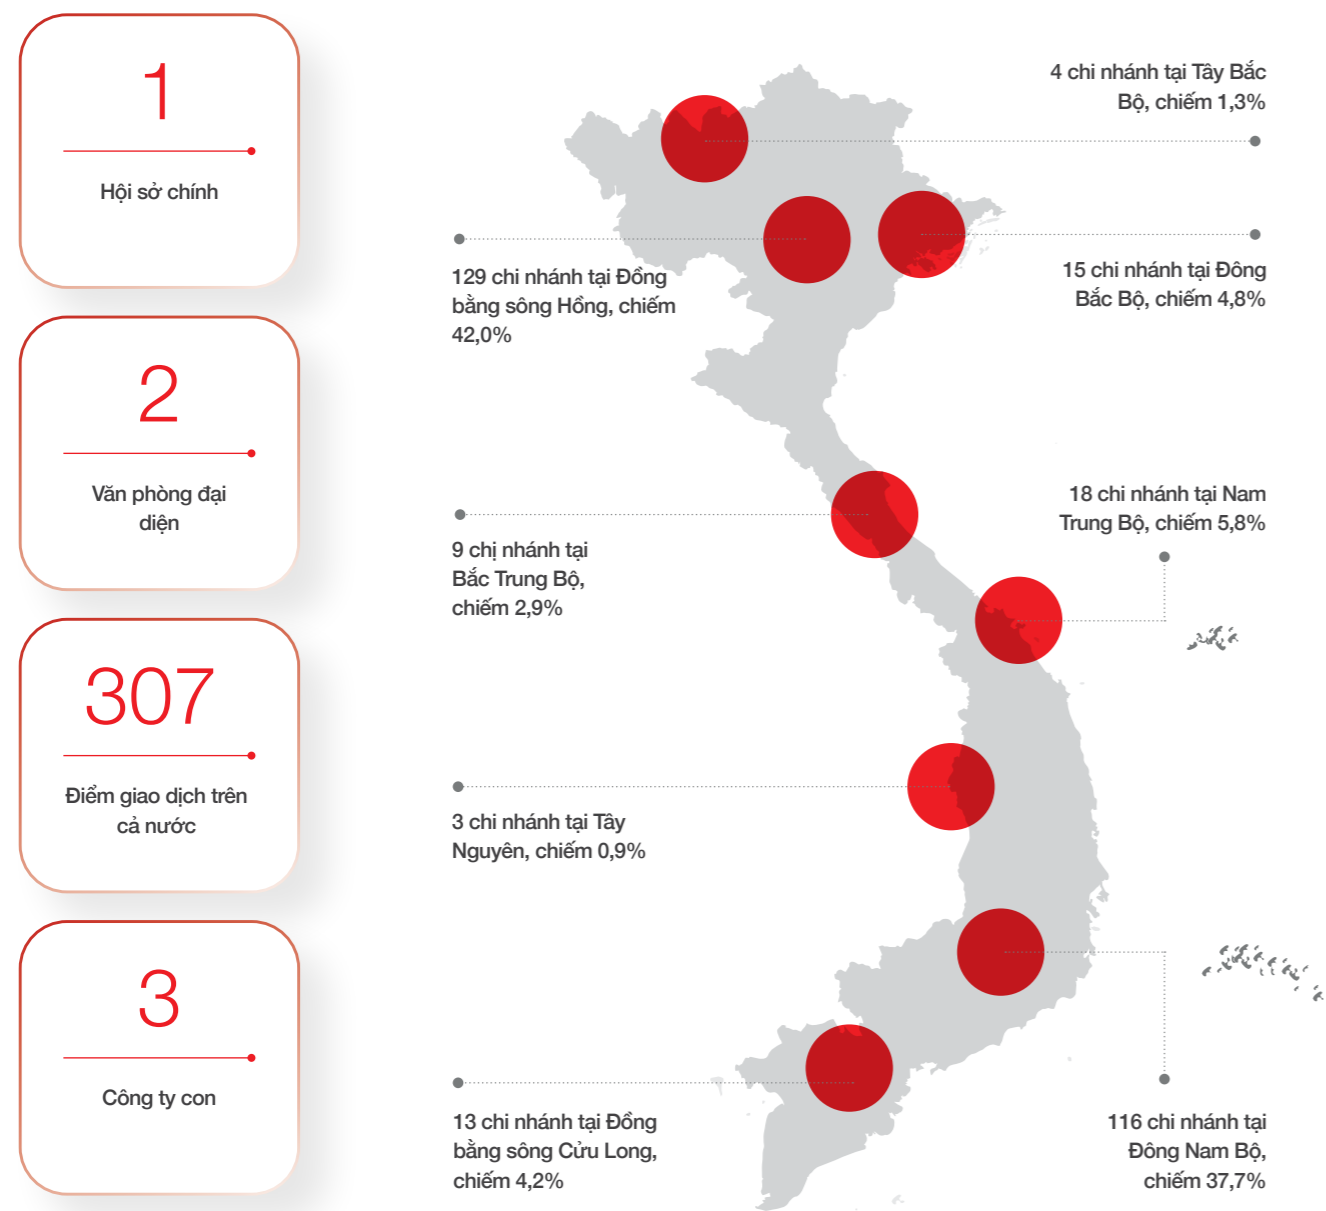 1
Hội sở chính
2
Văn phòng đại
diện
307
Điểm giao dịch trên
cả nước
3
Công ty con
4 chi nhánh tại Tây Bắc
Bộ, chiếm 1,3%
129 chi nhánh tại Đồng
bằng sông Hồng, chiếm
42,0%
15 chi nhánh tại Đông
Bắc Bộ, chiếm 4,8%
9 chị nhánh tại
Bắc Trung Bộ,
chiếm 2,9%
18 chi nhánh tại Nam
Trung Bộ, chiếm 5,8%
3 chi nhánh tại Tây
Nguyên, chiếm 0,9%
13 chi nhánh tại Đồng
bằng sông Cửu Long,
chiếm 4,2%
116 chi nhánh tại
Đông Nam Bộ,
chiếm 37,7%